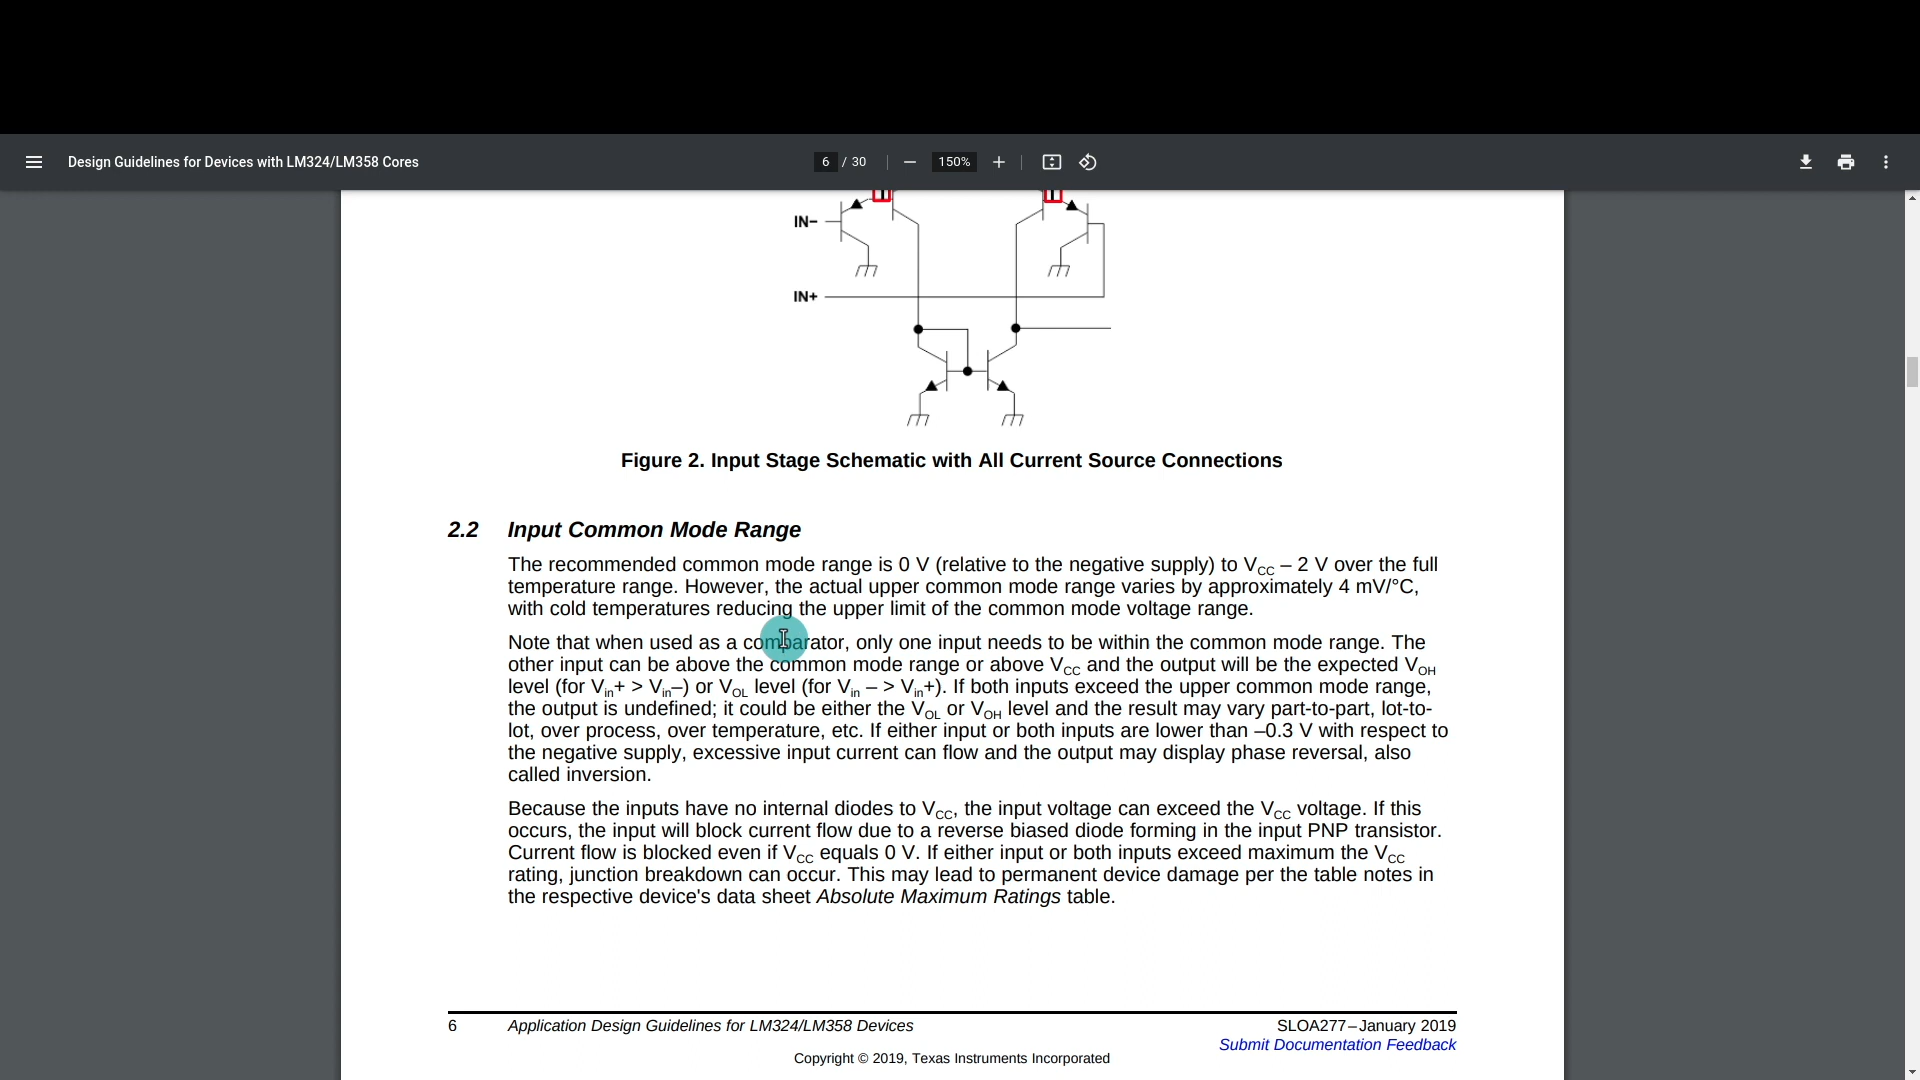 Design Guidelines for Devices with LM324/LM358 Cores
6 / 30
150%
IN–
IN+
Figure 2. Input Stage Schematic with All Current Source Connections
2.2 Input Common Mode Range
The recommended common mode range is 0 V (relative to the negative supply) to VCC – 2 V over the full
temperature range. However, the actual upper common mode range varies by approximately 4 mV/°C,
with cold temperatures reducing the upper limit of the common mode voltage range.
Note that when used as a comparator, only one input needs to be within the common mode range. The
other input can be above the common mode range or above VCC and the output will be the expected VOH
level (for Vin+ > Vin–) or VOL level (for Vin – > Vin+). If both inputs exceed the upper common mode range,
the output is undefined; it could be either the VOL or VOH level and the result may vary part-to-part, lot-to-
lot, over process, over temperature, etc. If either input or both inputs are lower than –0.3 V with respect to
the negative supply, excessive input current can flow and the output may display phase reversal, also
called inversion.
Because the inputs have no internal diodes to VCC, the input voltage can exceed the VCC voltage. If this
occurs, the input will block current flow due to a reverse biased diode forming in the input PNP transistor.
Current flow is blocked even if VCC equals 0 V. If either input or both inputs exceed maximum the VCC
rating, junction breakdown can occur. This may lead to permanent device damage per the table notes in
the respective device's data sheet Absolute Maximum Ratings table.
6 Application Design Guidelines for LM324/LM358 Devices
SLOA277–January 2019
Submit Documentation Feedback
Copyright © 2019, Texas Instruments Incorporated